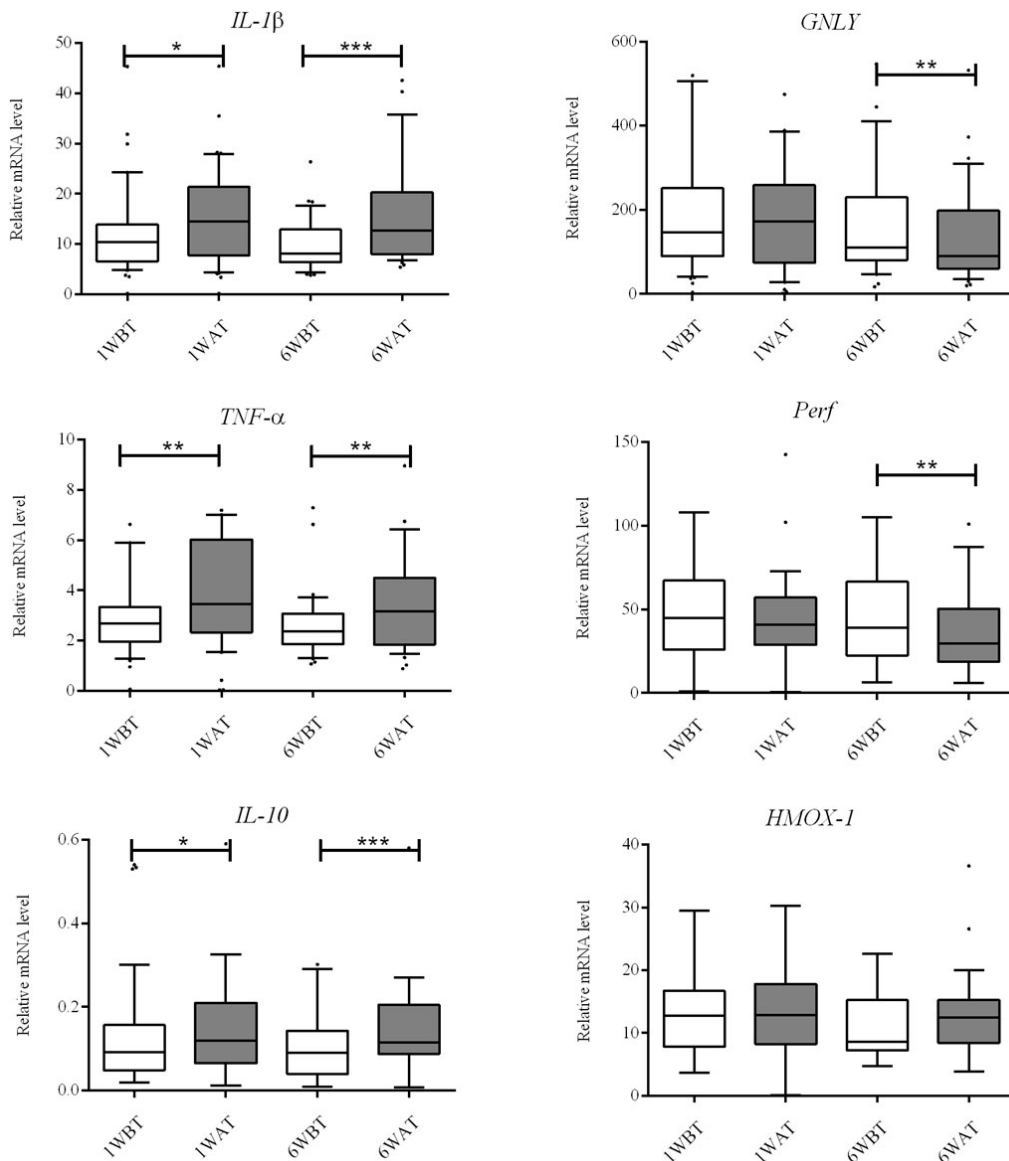 IL-1β
Relative mRNA level
50
40
30
20
10
0
*
***
1WBT
1WAT
6WBT
6WAT
GNLY
Relative mRNA level
600
400
200
0
**
1WBT
1WAT
6WBT
6WAT
TNF-α
Relative mRNA level
10
8
6
4
2
0
**
**
1WBT
1WAT
6WBT
6WAT
Perf
Relative mRNA level
150
100
50
0
**
1WBT
1WAT
6WBT
6WAT
IL-10
Relative mRNA level
0.6
0.4
0.2
0.0
*
***
1WBT
1WAT
6WBT
6WAT
HMOX-1
Relative mRNA level
40
30
20
10
0
1WBT
1WAT
6WBT
6WAT